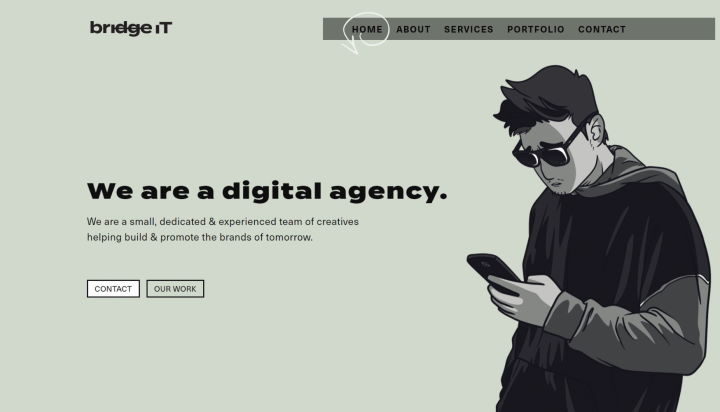 bridge iT
HOME ABOUT SERVICES PORTFOLIO CONTACT
We are a digital agency.
We are a small, dedicated & experienced team of creatives
helping build & promote the brands of tomorrow.
CONTACT OUR WORK